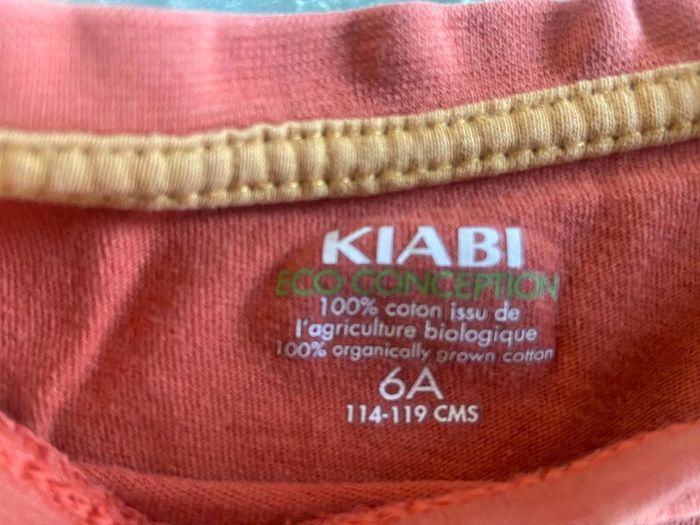 KIABI
ECO-CONCEPTION
100% coton issu de
l'agriculture biologique
100% organically grown cotton
6A
114-119 CMS